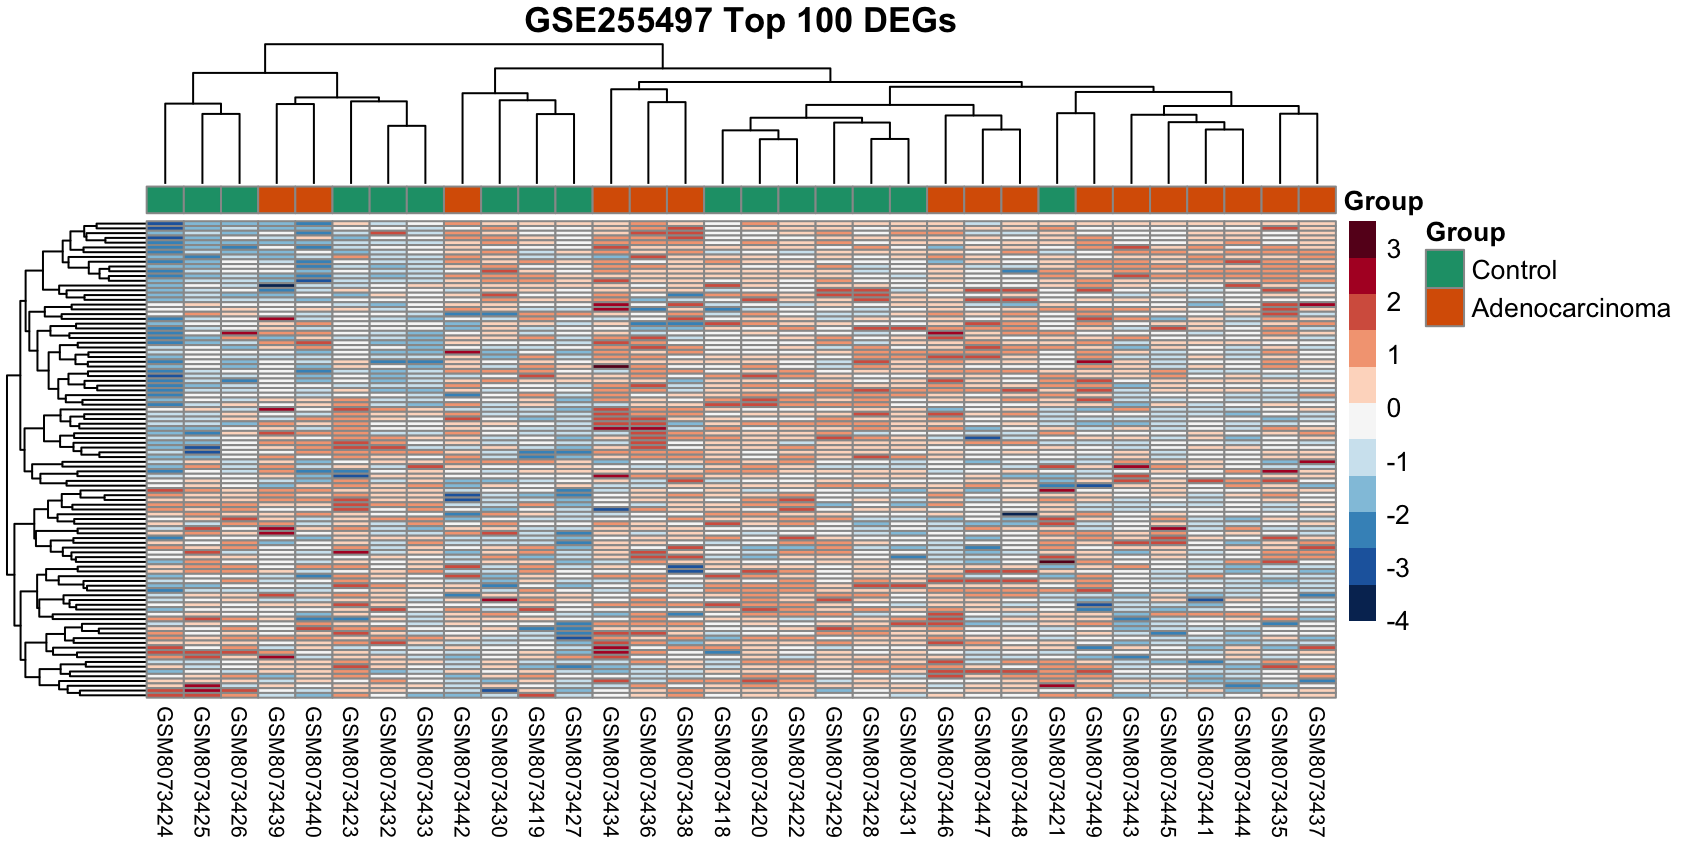 GSE255497 Top 100 DEGs
Group
3
2
1
0
-1
-2
-3
-4
Group
Control
Adenocarcinoma
GSM8073424
GSM8073425
GSM8073426
GSM8073439
GSM8073440
GSM8073423
GSM8073432
GSM8073433
GSM8073442
GSM8073430
GSM8073419
GSM8073427
GSM8073434
GSM8073436
GSM8073438
GSM8073418
GSM8073420
GSM8073422
GSM8073429
GSM8073428
GSM8073431
GSM8073446
GSM8073447
GSM8073448
GSM8073421
GSM8073449
GSM8073443
GSM8073445
GSM8073441
GSM8073444
GSM8073435
GSM8073437